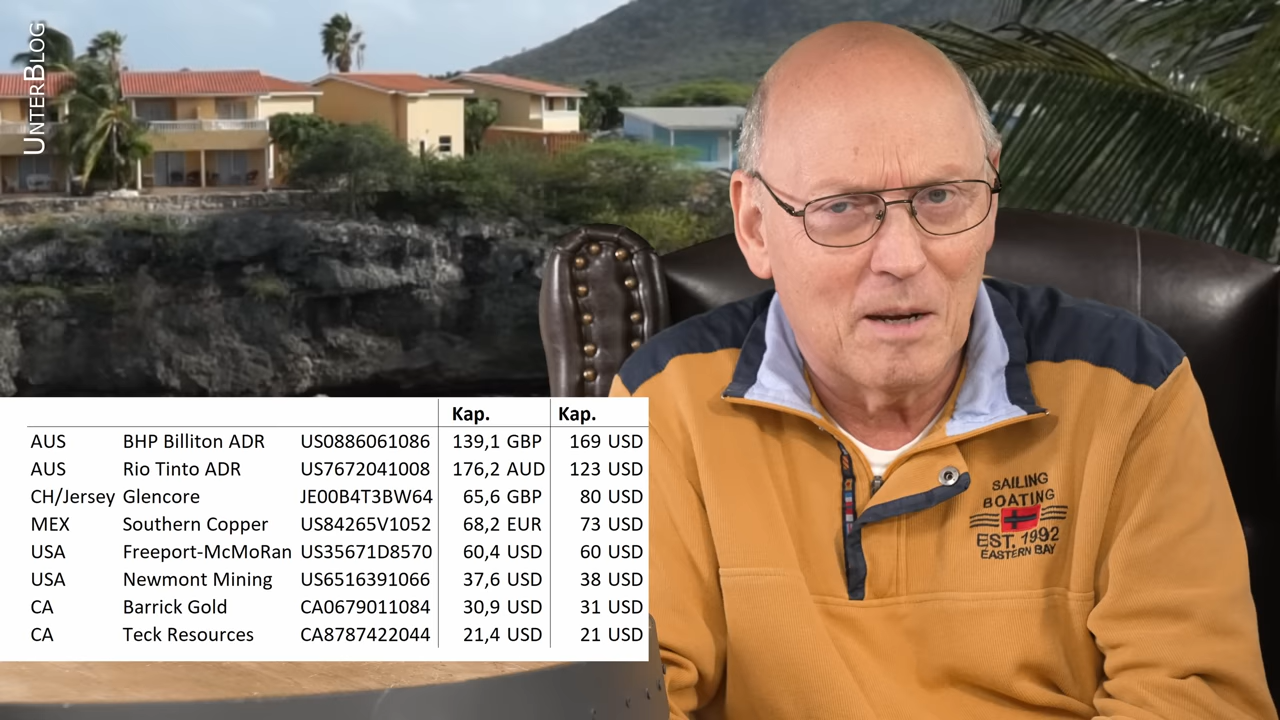 UNTERBLOG
Kap. Kap.
AUS BHP Billiton ADR US0886061086 139,1 GBP 169 USD
AUS Rio Tinto ADR US7672041008 176,2 AUD 123 USD
CH/Jersey Glencore JE00B4T3BW64 65,6 GBP 80 USD
MEX Southern Copper US84265V1052 68,2 EUR 73 USD
USA Freeport-McMoRan US35671D8570 60,4 USD 60 USD
USA Newmont Mining US6516391066 37,6 USD 38 USD
CA Barrick Gold CA0679011084 30,9 USD 31 USD
CA Teck Resources CA8787422044 21,4 USD 21 USD
SAILING
BOATING
EST. 1992
EASTERN BAY